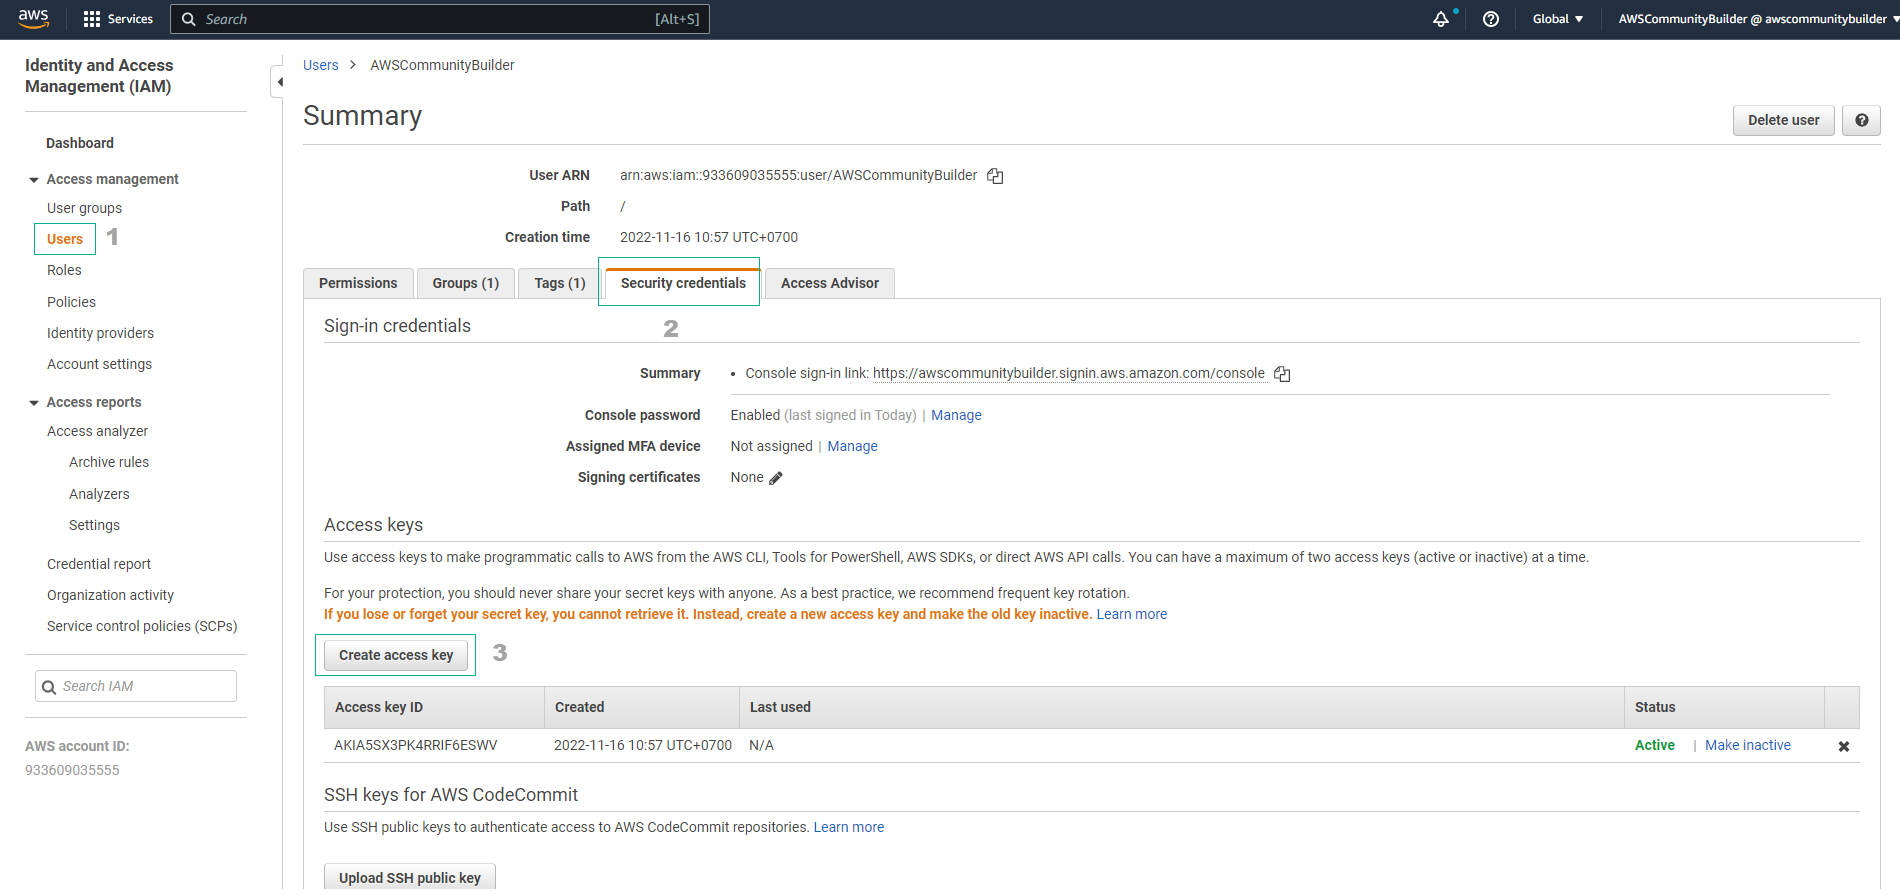 aws
Services
Search
[Alt+S]
Global
AWSCommunityBuilder @ awscommunitybuilder
Identity and Access
Management (IAM)
Dashboard
Access management
User groups
Users
1
Roles
Policies
Identity providers
Account settings
Access reports
Access analyzer
Archive rules
Analyzers
Settings
Credential report
Organization activity
Service control policies (SCPs)
Search IAM
AWS account ID:
933609035555
Users > AWSCommunityBuilder
Summary
Delete user
User ARN arn:aws:iam::933609035555:user/AWSCommunityBuilder
Path /
Creation time 2022-11-16 10:57 UTC+0700
Permissions Groups (1) Tags (1) Security credentials Access Advisor
2
Sign-in credentials
Summary • Console sign-in link: https://awscommunitybuilder.signin.aws.amazon.com/console
Console password Enabled (last signed in Today) | Manage
Assigned MFA device Not assigned | Manage
Signing certificates None
Access keys
Use access keys to make programmatic calls to AWS from the AWS CLI, Tools for PowerShell, AWS SDKs, or direct AWS API calls. You can have a maximum of two access keys (active or inactive) at a time.
For your protection, you should never share your secret keys with anyone. As a best practice, we recommend frequent key rotation.
If you lose or forget your secret key, you cannot retrieve it. Instead, create a new access key and make the old key inactive. Learn more
Create access key
3
Access key ID Created Last used Status
AKIA5SX3PK4RRIF6ESWV 2022-11-16 10:57 UTC+0700 N/A Active | Make inactive
SSH keys for AWS CodeCommit
Use SSH public keys to authenticate access to AWS CodeCommit repositories. Learn more
Upload SSH public key